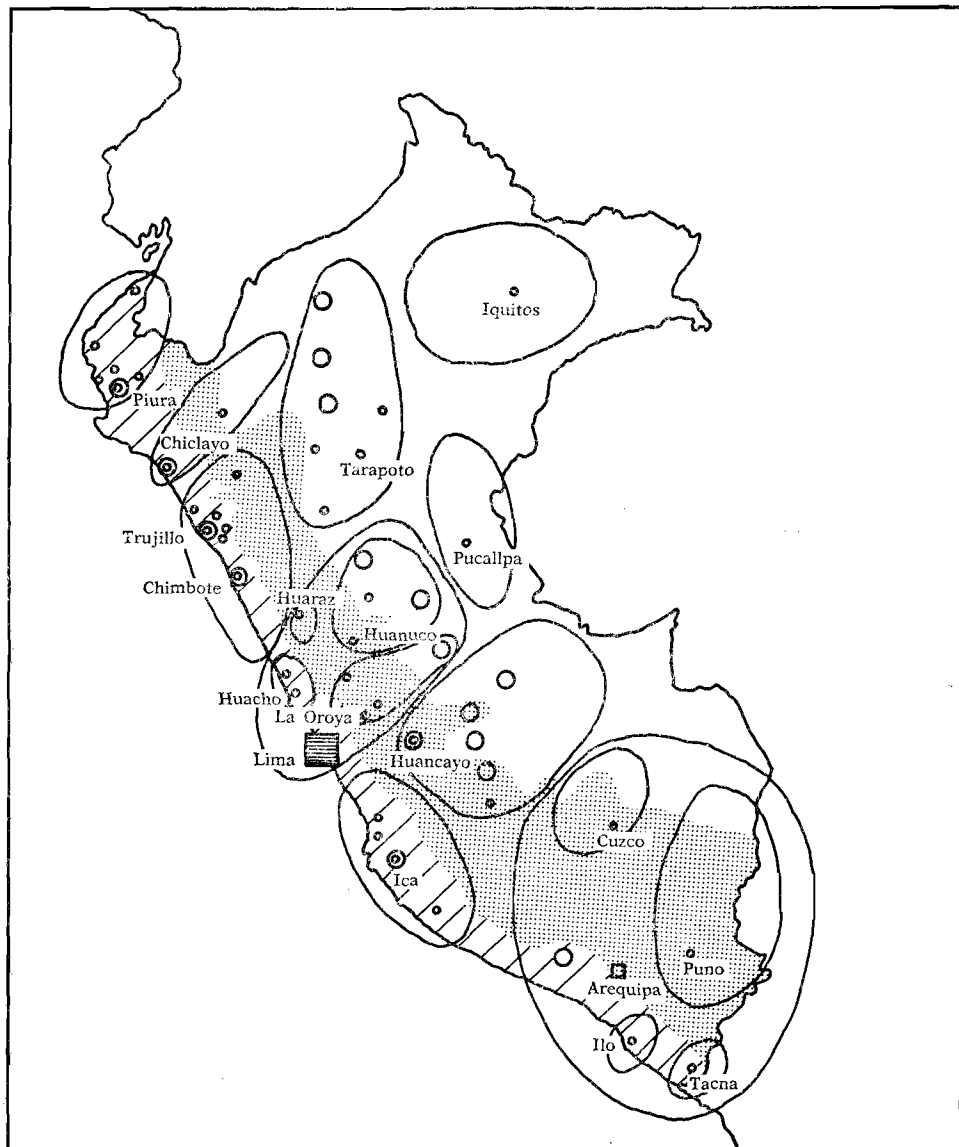 Iquitos
Piura
Chiclayo
Tarapoto
Trujillo
Pucallpa
Chimbote
Huaraz
Huanuco
Huacho
La Oroya
Lima
Huancayo
Cuzco
Ica
Puno
Arequipa
Ilo
Tacna